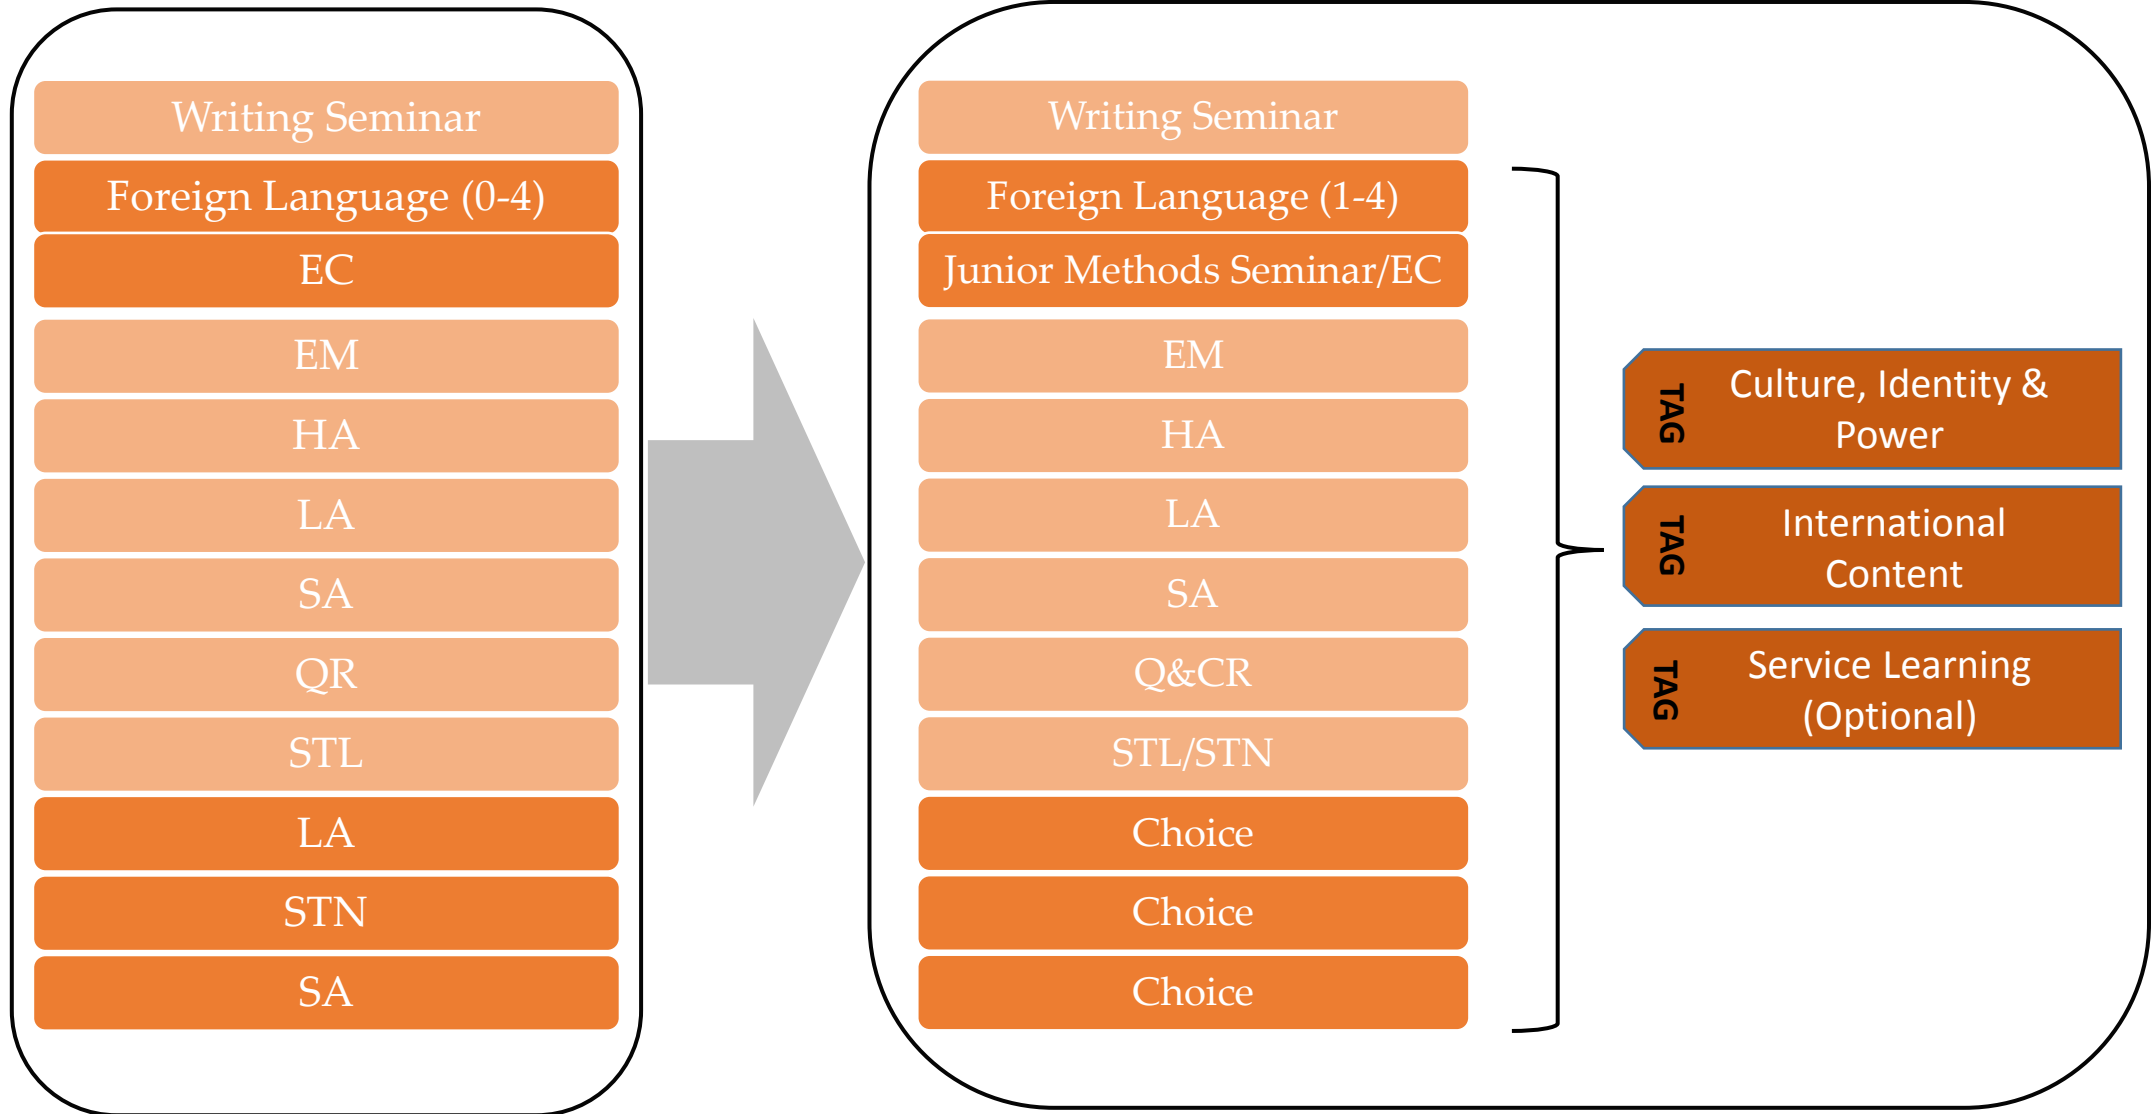 Writing Seminar
Foreign Language (0-4)
EC
EM
HA
LA
SA
QR
STL
LA
STN
SA
Writing Seminar
Foreign Language (1-4)
Junior Methods Seminar/EC
EM
HA
LA
SA
Q&CR
STL/STN
Choice
Choice
Choice
TAG
Culture, Identity &
Power
TAG
International
Content
TAG
Service Learning
(Optional)